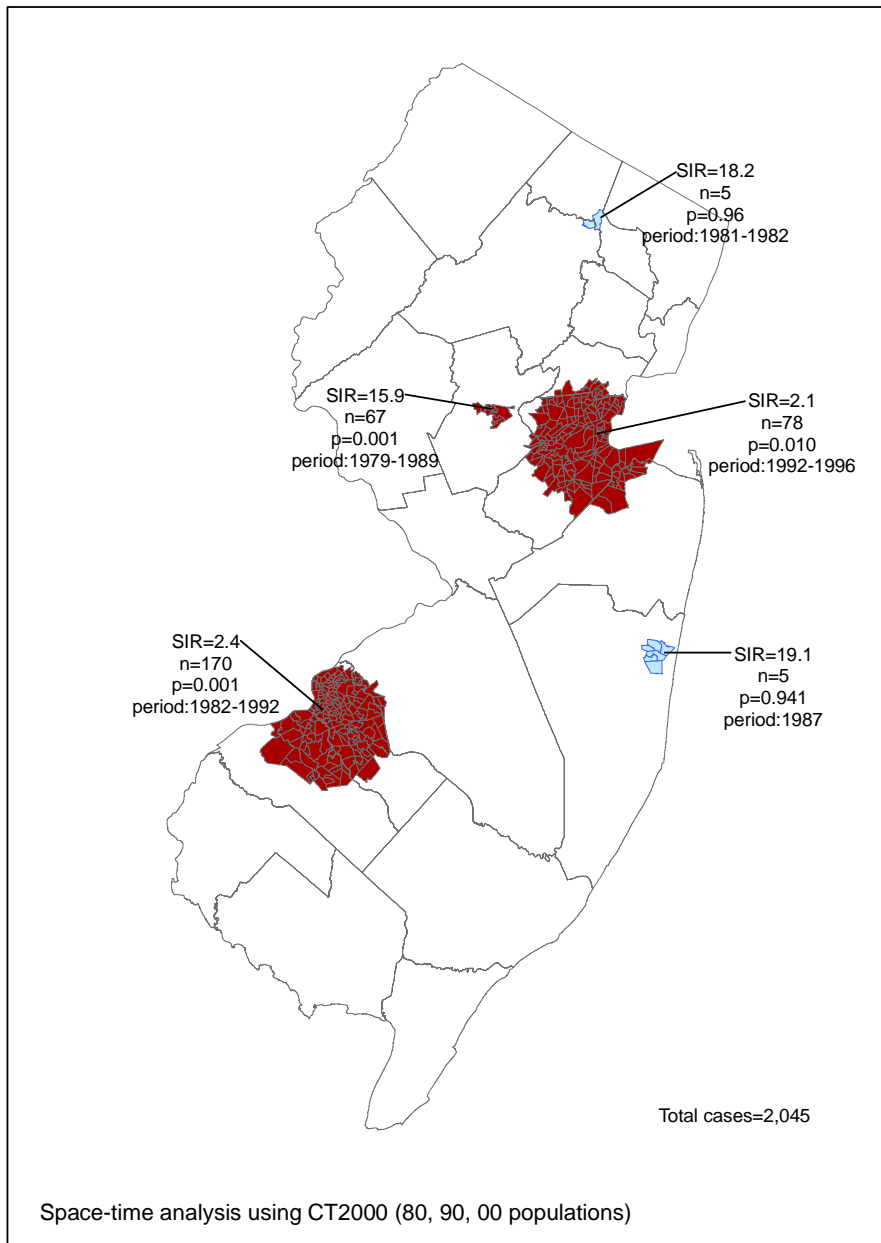 SIR=18.2
n=5
p=0.96
period:1981-1982
SIR=15.9
n=67
p=0.001
period:1979-1989
SIR=2.1
n=78
p=0.010
period:1992-1996
SIR=2.4
n=170
p=0.001
period:1982-1992
SIR=19.1
n=5
p=0.941
period:1987
Total cases=2,045
Space-time analysis using CT2000 (80, 90, 00 populations)